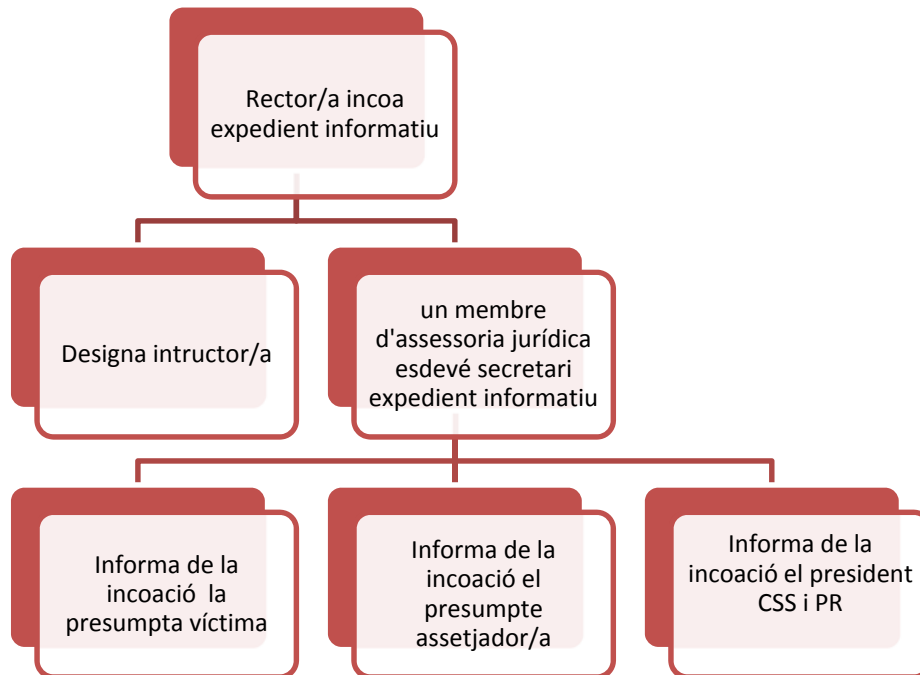 Rector/a incoa
expedient informatiu
Designa intructor/a
un membre
d'assessoria jurídica
esdevé secretari
expedient informatiu
Informa de la
incoació la
presumpta víctima
Informa de la
incoació el
presumpte
assetjador/a
Informa de la
incoació el president
CSS i PR